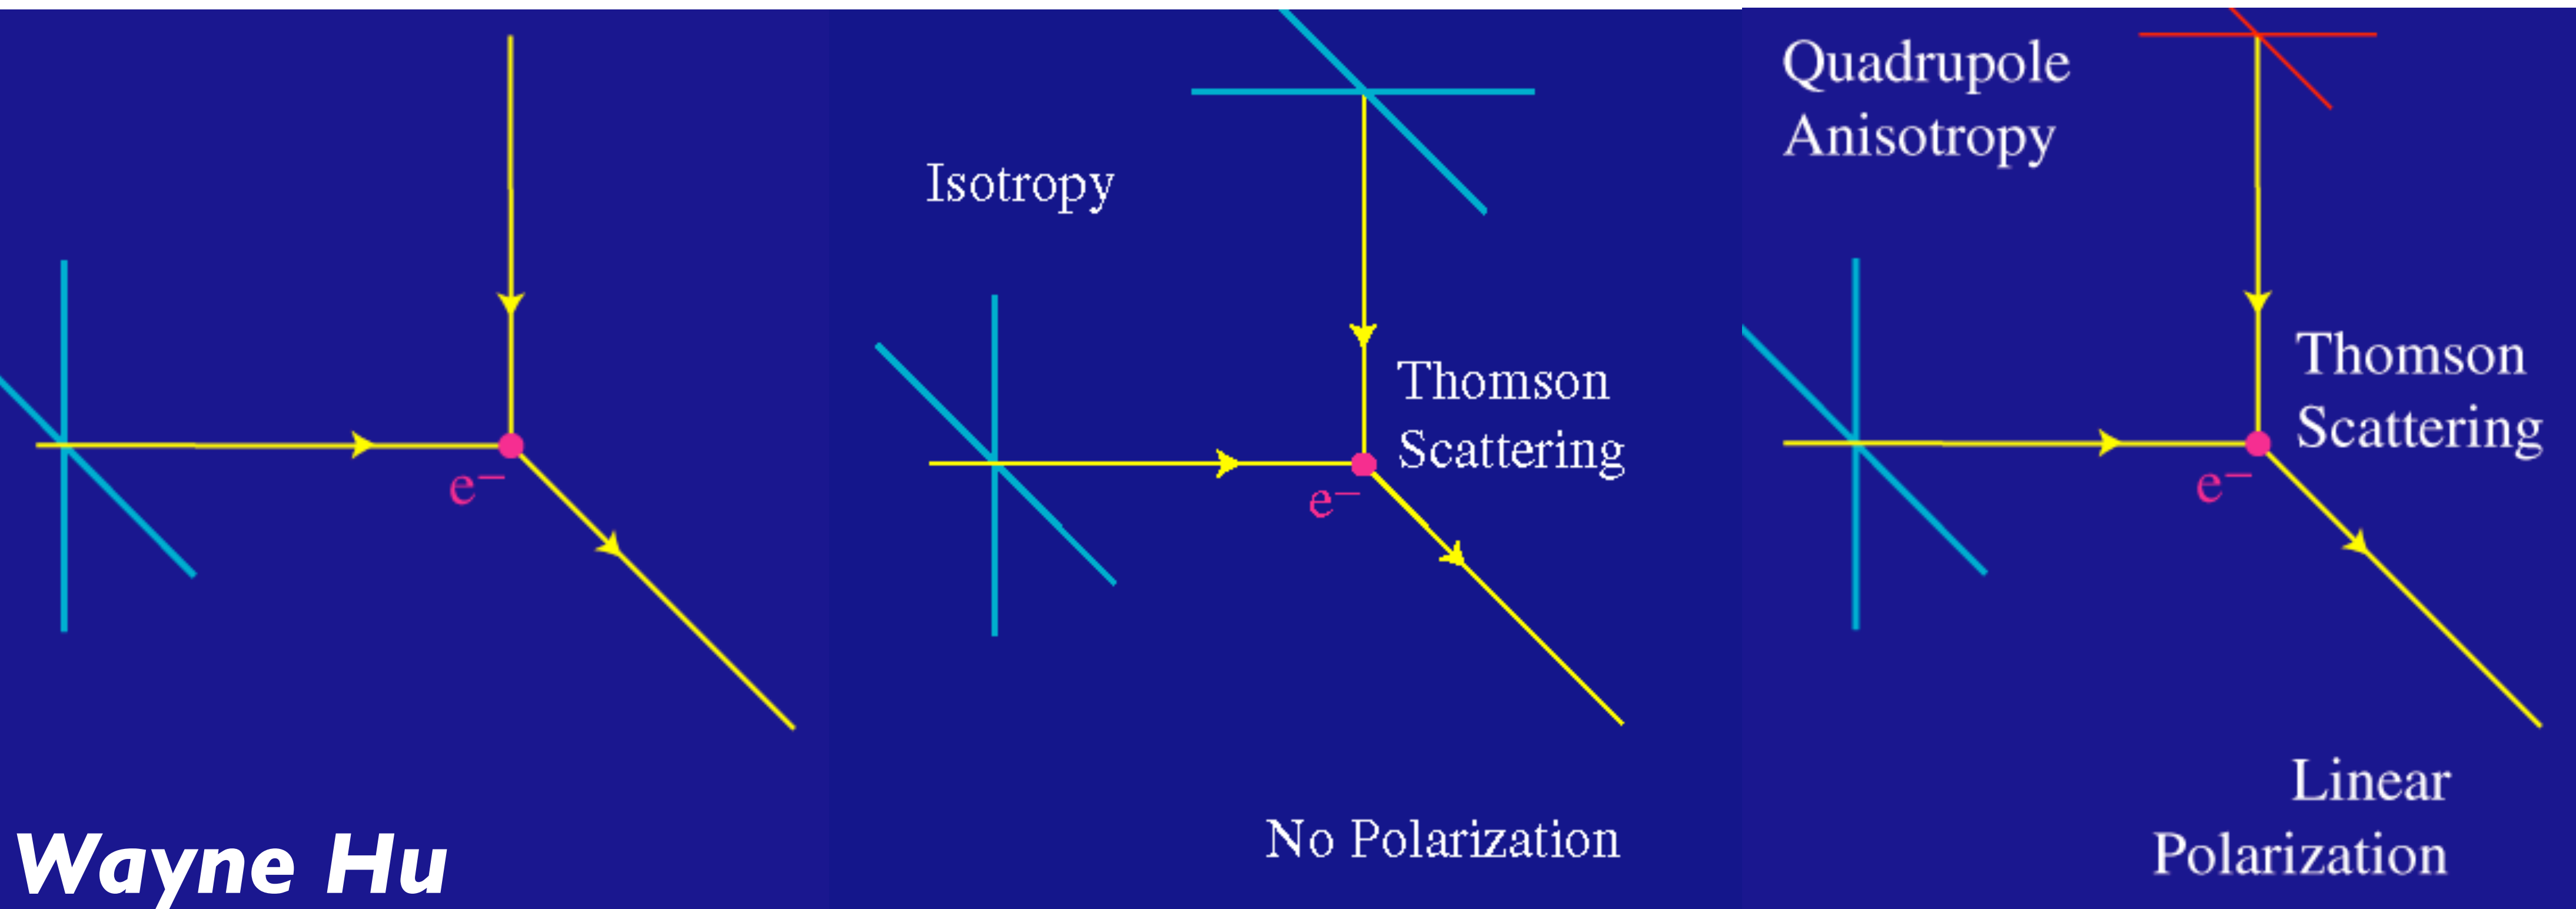 e⁻
Wayne Hu
Isotropy
Thomson
Scattering
e⁻
No Polarization
Quadrupole
Anisotropy
Thomson
Scattering
e⁻
Linear
Polarization